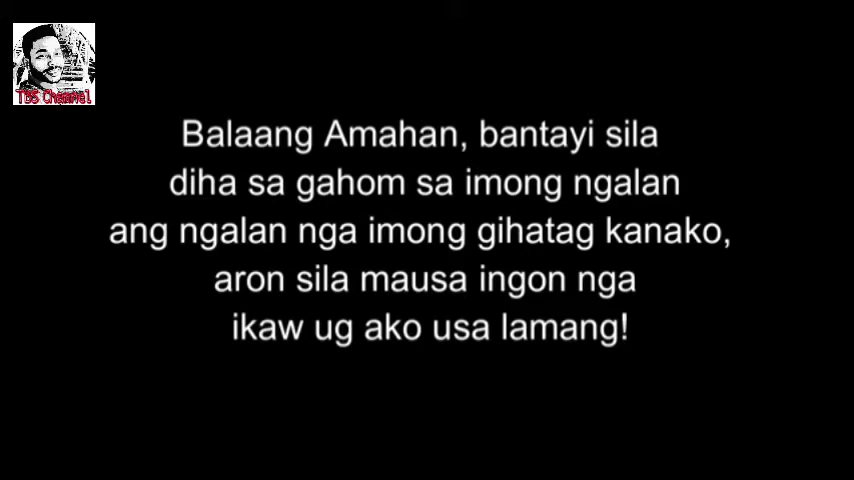 TBS Channel
Balaang Amahan, bantayi sila
diha sa gahom sa imong ngalan
ang ngalan nga imong gihatag kanako,
aron sila mausa ingon nga
ikaw ug ako usa lamang!